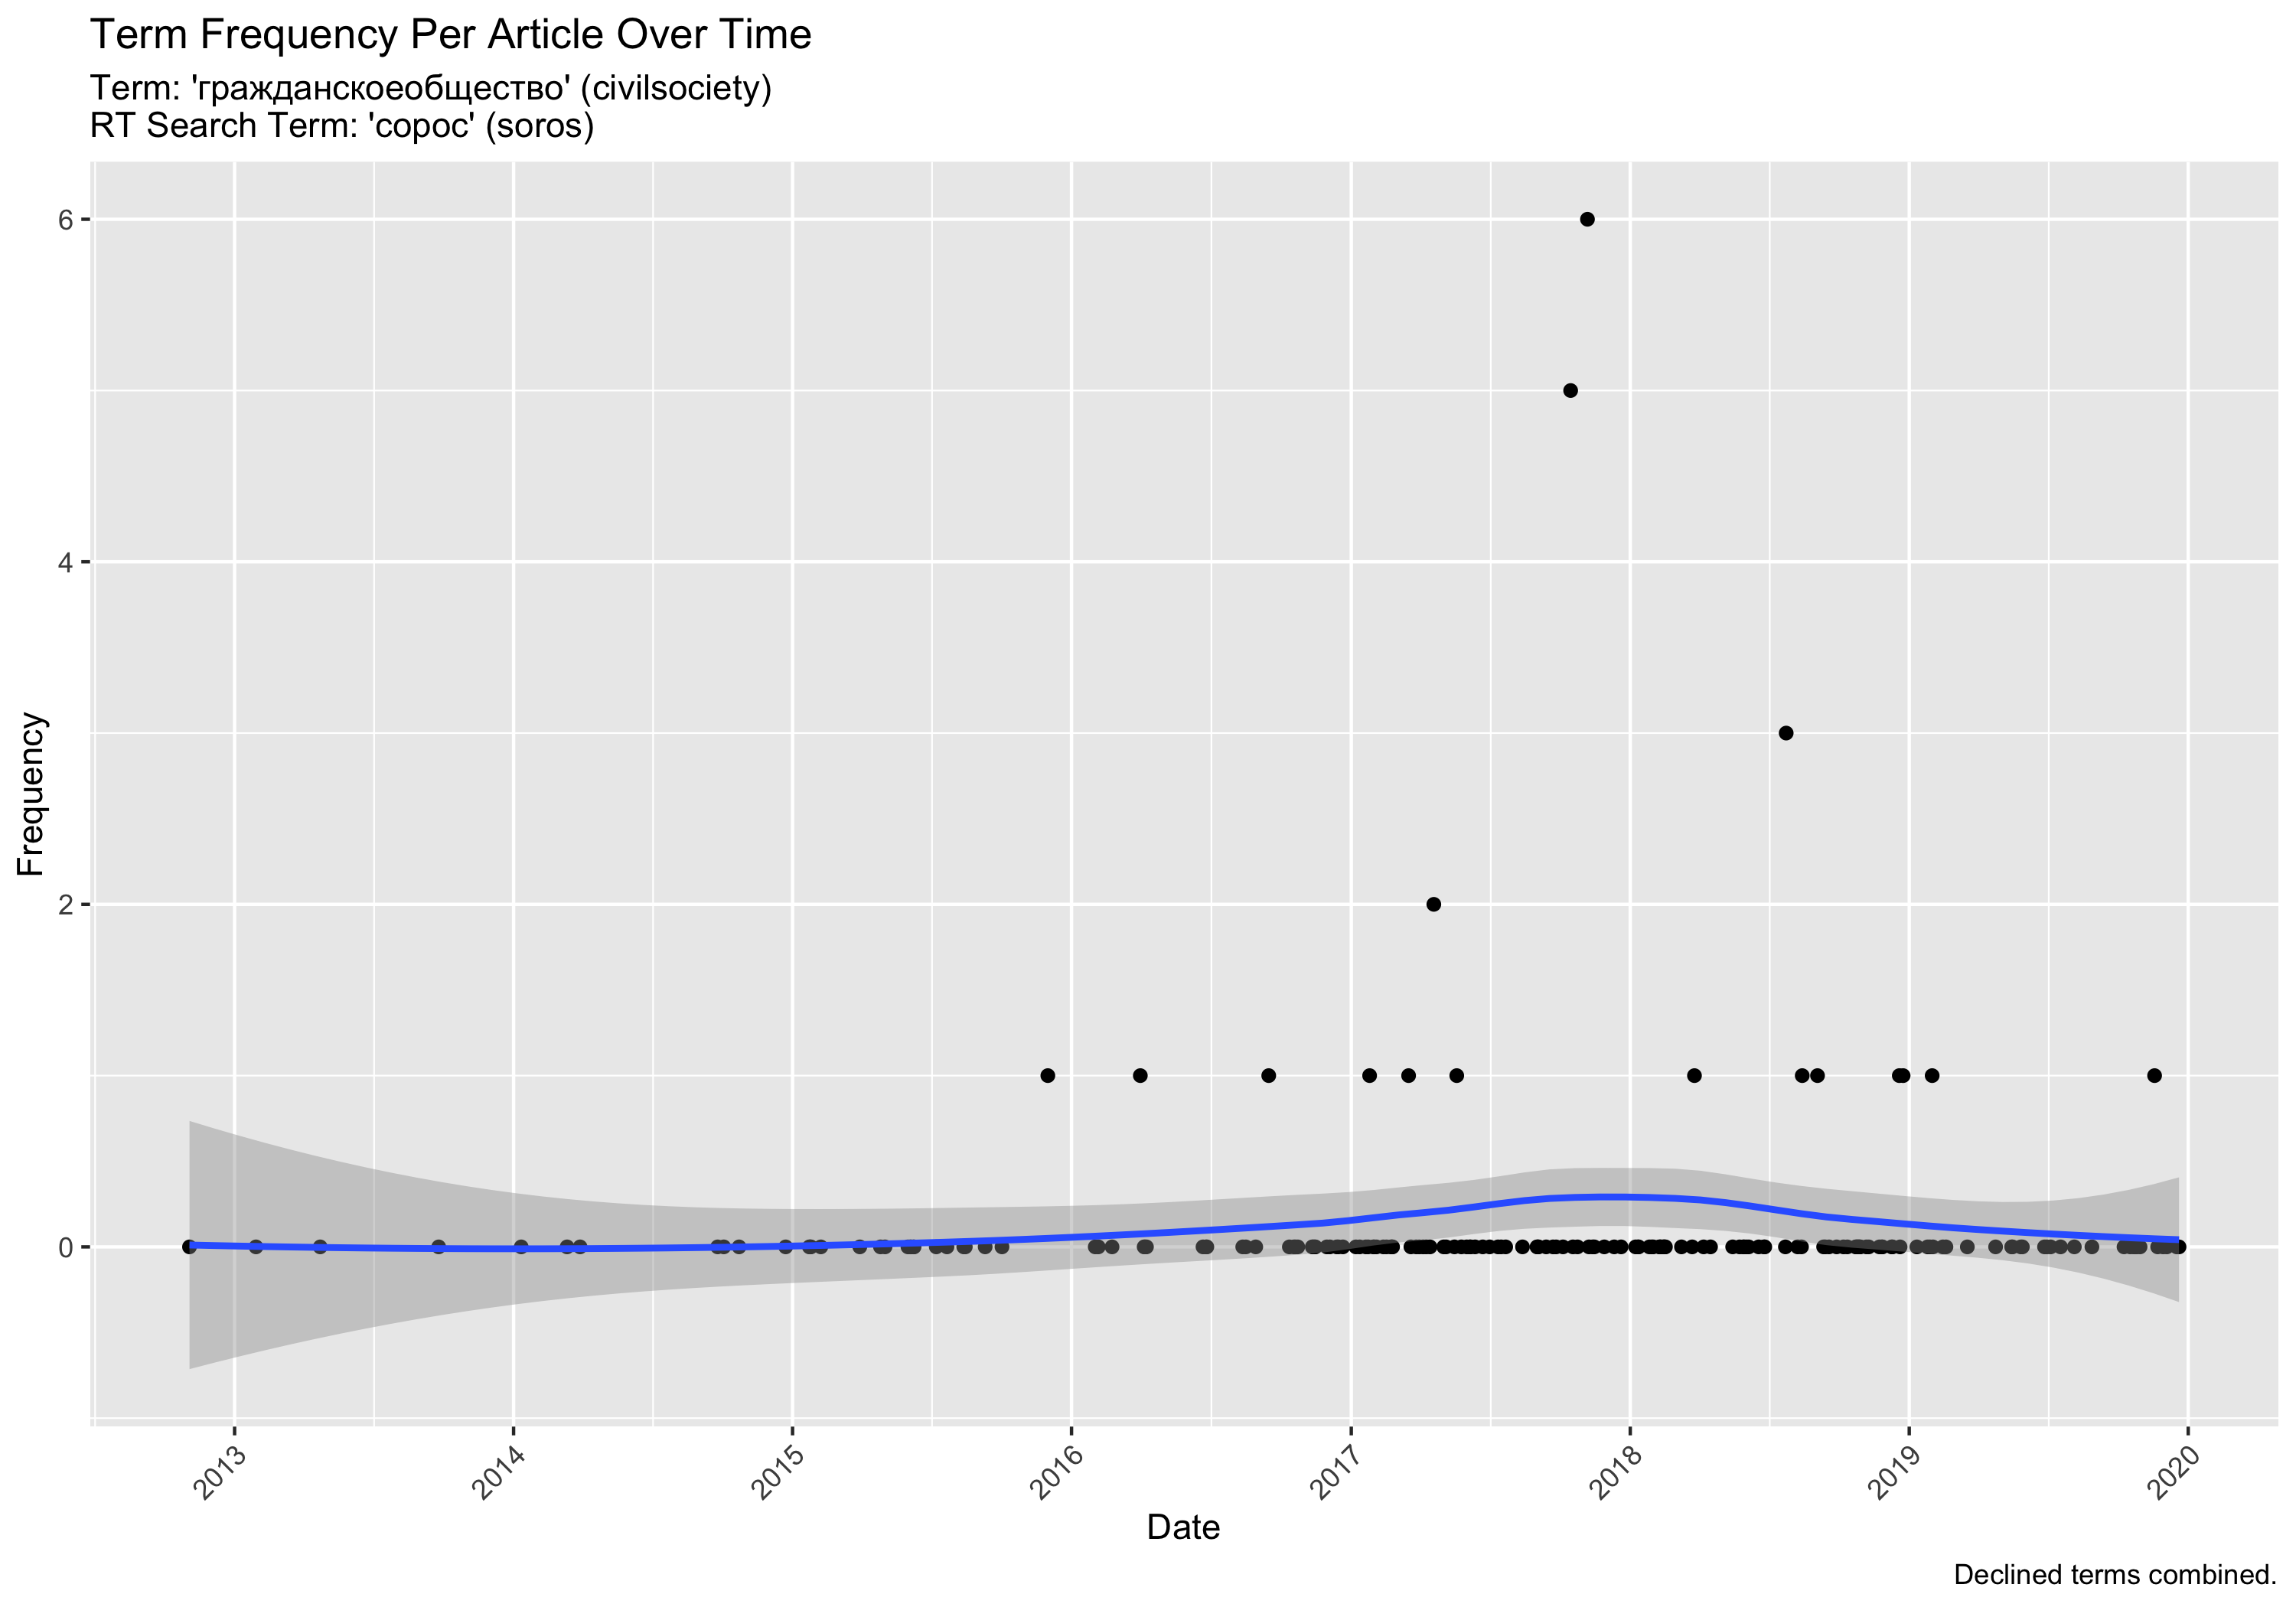 Term Frequency Per Article Over Time
Term: 'гражданскоеобщество' (civilsociety)
RT Search Term: 'сорос' (soros)
Frequency
6
4
2
0
2013
2014
2015
2016
2017
2018
2019
2020
Date
Declined terms combined.